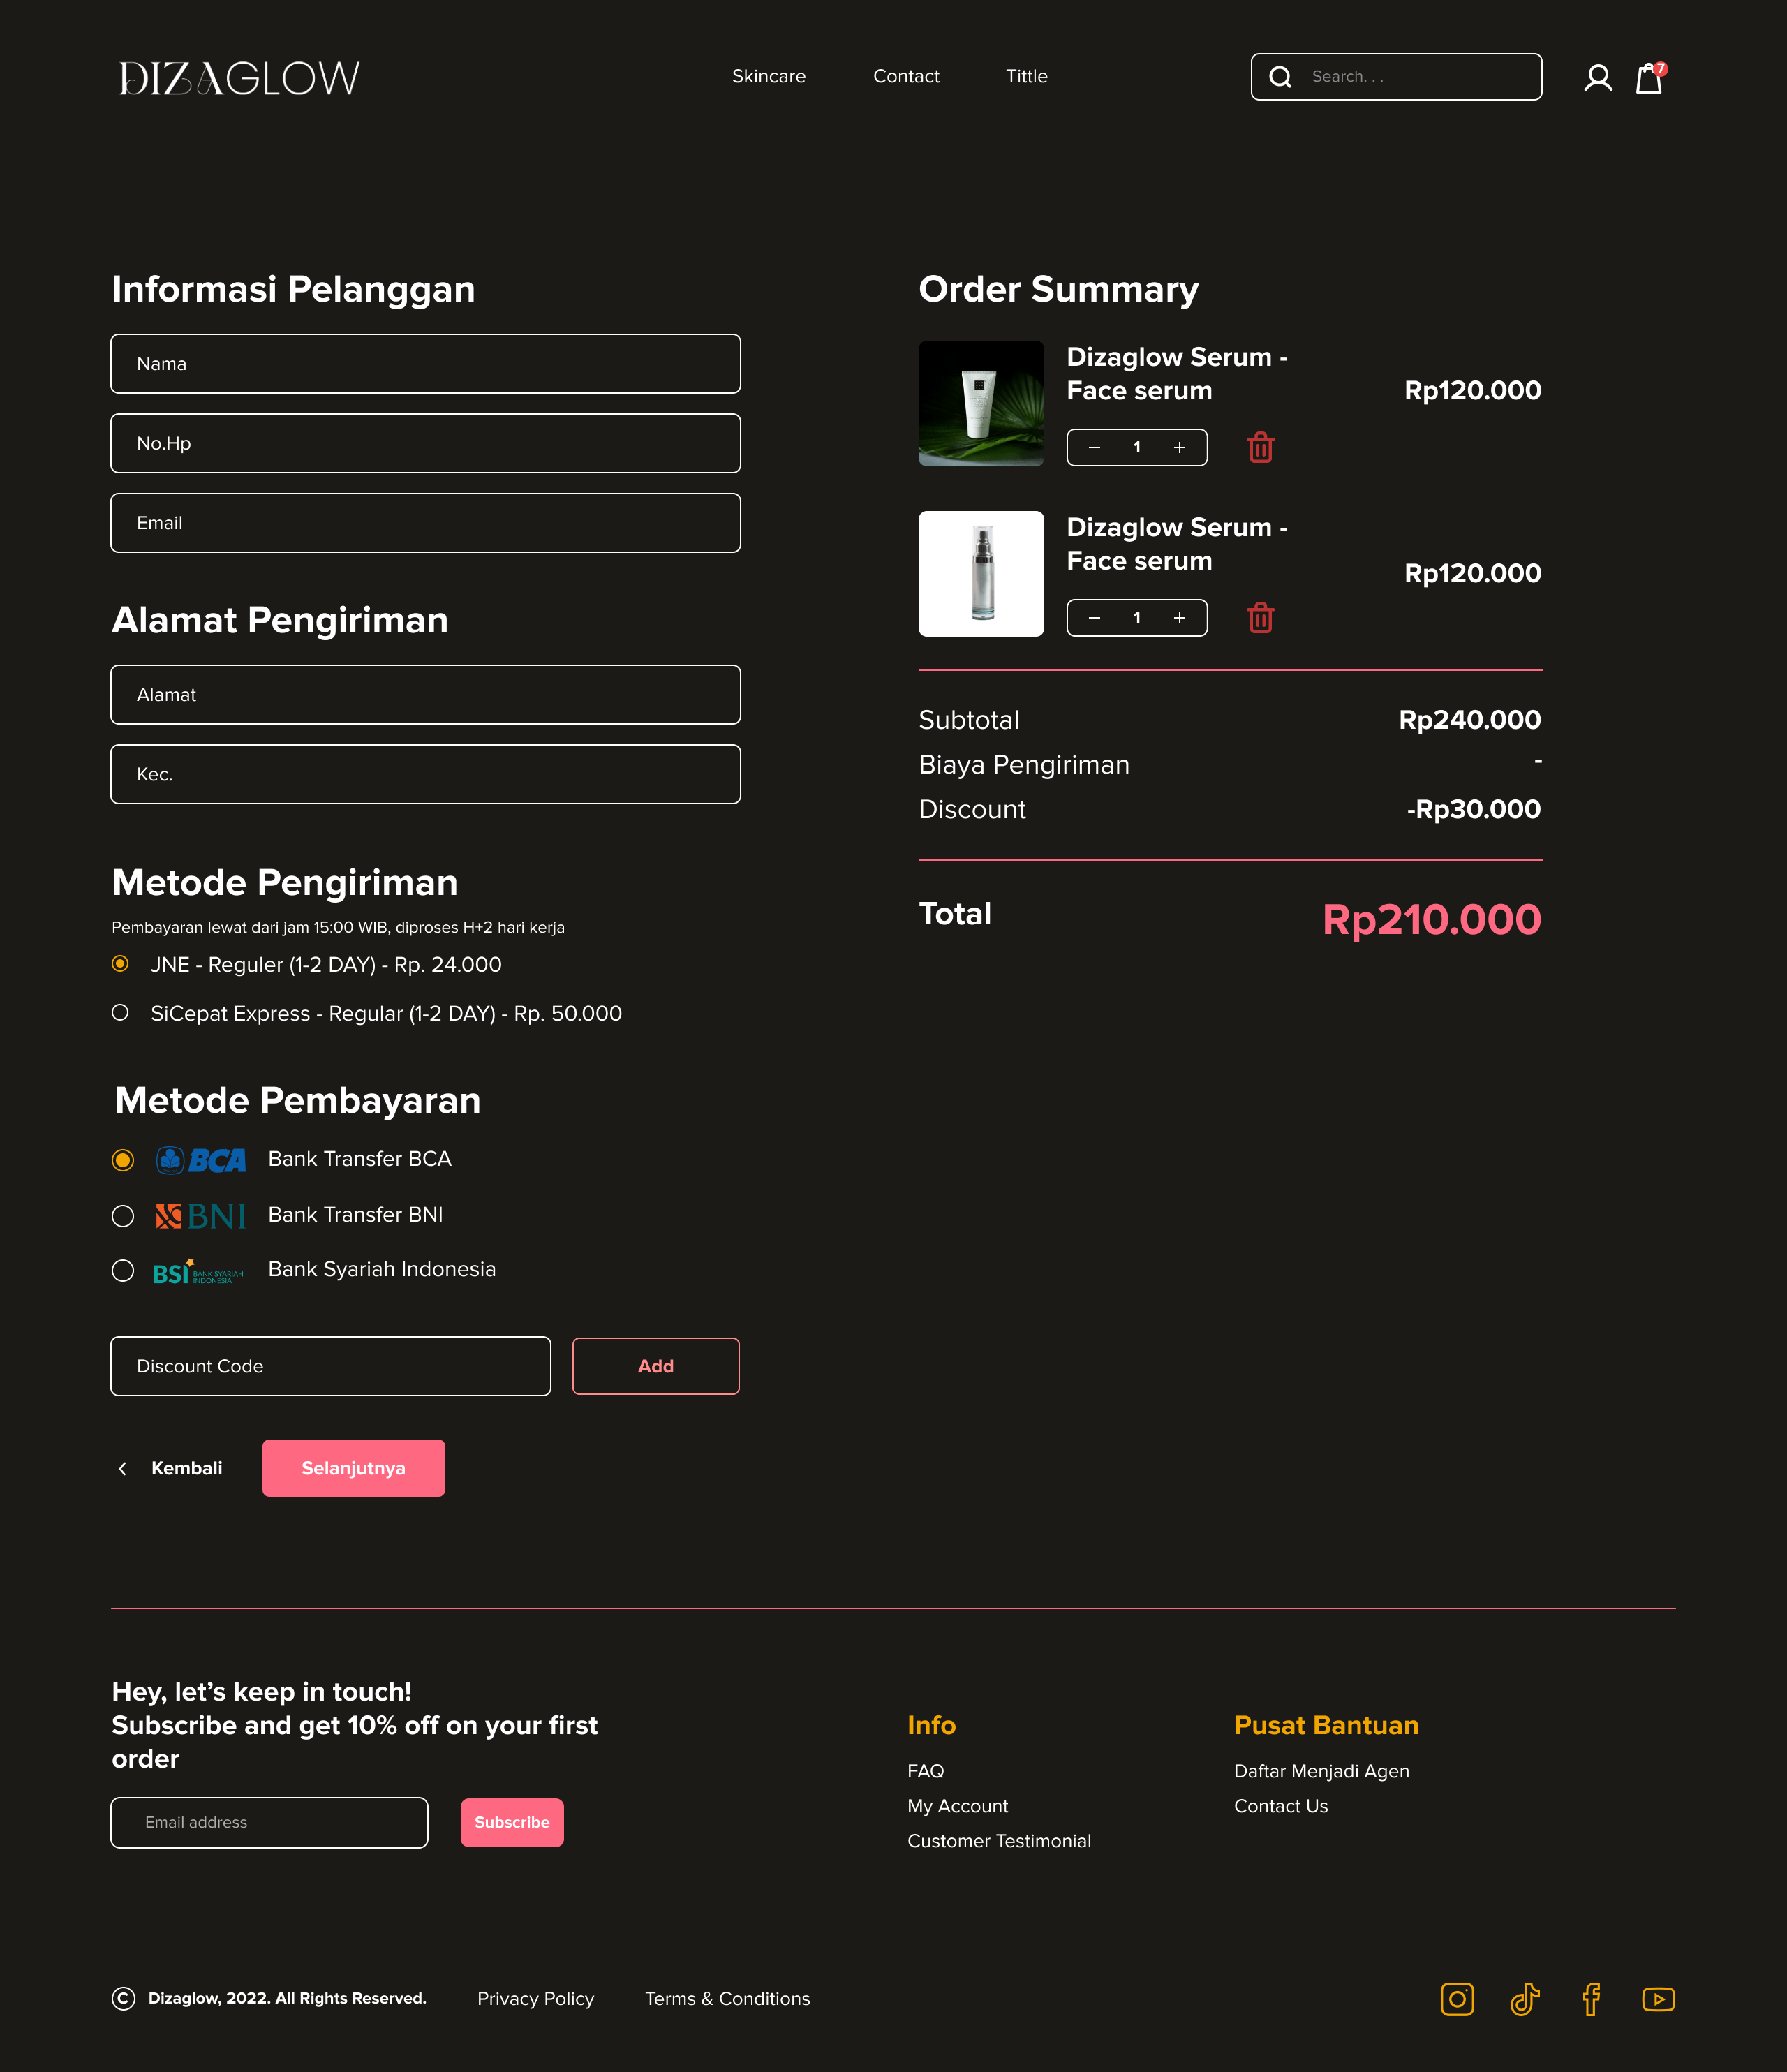 DIZAGLOW
Skincare
Contact
Tittle
Search. . .
7
Informasi Pelanggan
Nama
No.Hp
Email
Alamat Pengiriman
Alamat
Kec.
Metode Pengiriman
Pembayaran lewat dari jam 15:00 WIB, diproses H+2 hari kerja
JNE - Reguler (1-2 DAY) - Rp. 24.000
SiCepat Express - Regular (1-2 DAY) - Rp. 50.000
Metode Pembayaran
BCA
Bank Transfer BCA
BNI
Bank Transfer BNI
BSI BANK SYARIAH
INDONESIA
Bank Syariah Indonesia
Discount Code
Add
Kembali
Selanjutnya
Order Summary
Dizaglow Serum -
Face serum
Rp120.000
1
Dizaglow Serum -
Face serum
Rp120.000
1
Subtotal
Rp240.000
Biaya Pengiriman
-
Discount
-Rp30.000
Total
Rp210.000
Hey, let’s keep in touch!
Subscribe and get 10% off on your first
order
Email address
Subscribe
Info
FAQ
My Account
Customer Testimonial
Pusat Bantuan
Daftar Menjadi Agen
Contact Us
© Dizaglow, 2022. All Rights Reserved.
Privacy Policy
Terms & Conditions